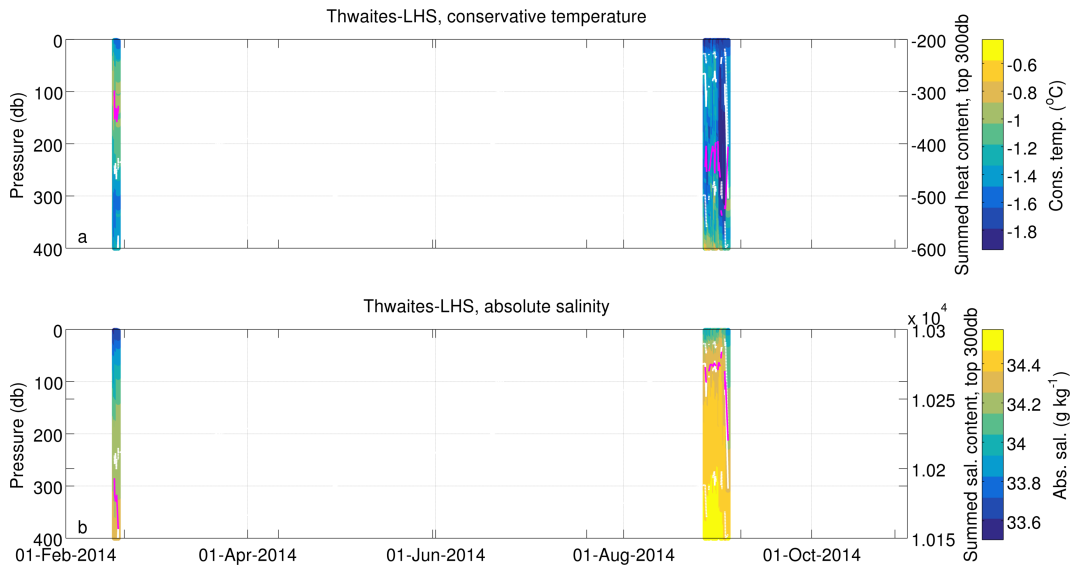 Thwaites-LHS, conservative temperature
0
100
200
300
400
Pressure (db)
a
-200
-300
-400
-500
-600
Summed heat content, top 300db
-0.6
-0.8
-1
-1.2
-1.4
-1.6
-1.8
Cons. temp. (°C)
Thwaites-LHS, absolute salinity
0
100
200
300
400
Pressure (db)
b
01-Feb-2014
01-Apr-2014
01-Jun-2014
01-Aug-2014
01-Oct-2014
x 10⁴
1.03
1.025
1.02
1.015
Summed sal. content, top 300db
34.4
34.2
34
33.8
33.6
Abs. sal. (g kg⁻¹)